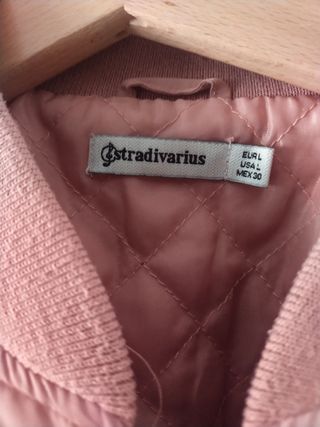 stradivarius
EUR L
USA L
MEX 30